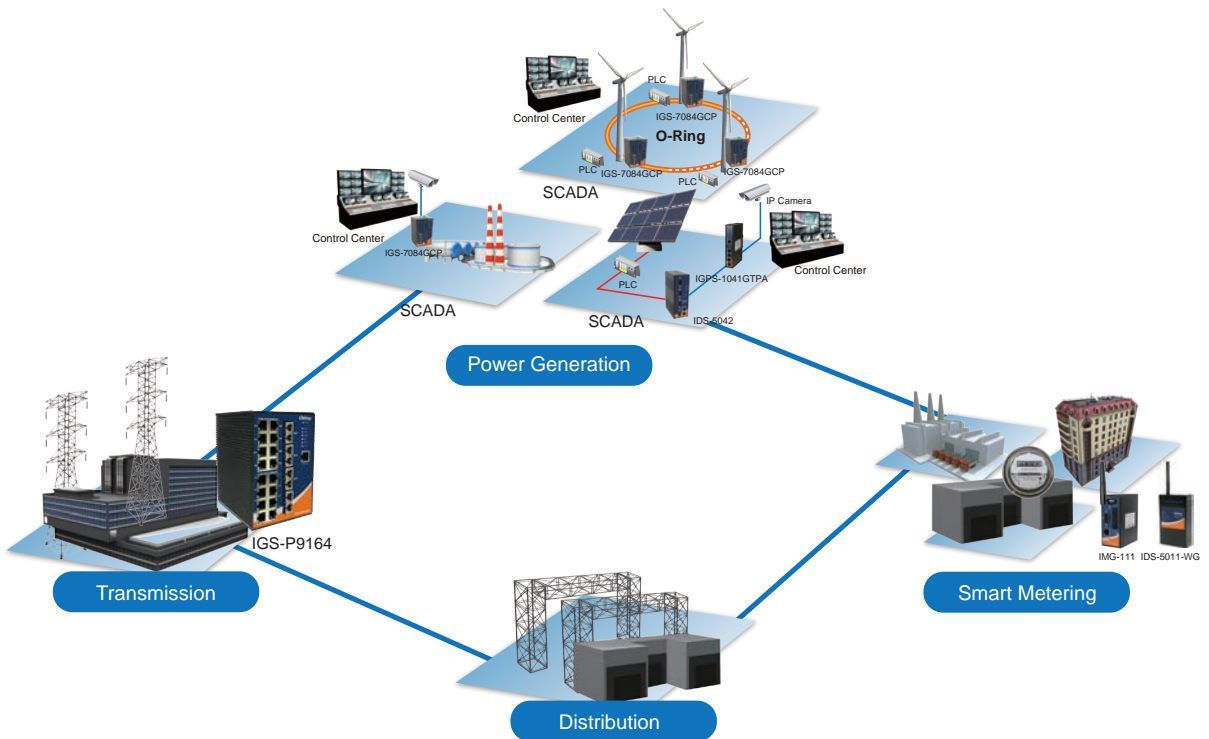 PLC
Control Center
IGS-7084GCP
O-Ring
PLC
IGS-7084GCP
IGS-7084GCP
PLC
SCADA
IP Camera
Control Center
IGS-7084GCP
IGPS-1041GTPA
Control Center
PLC
SCADA
SCADA
IDS-5042
Power Generation
IGS-P9164
IMG-111
IDS-5011-WG
Transmission
Smart Metering
Distribution